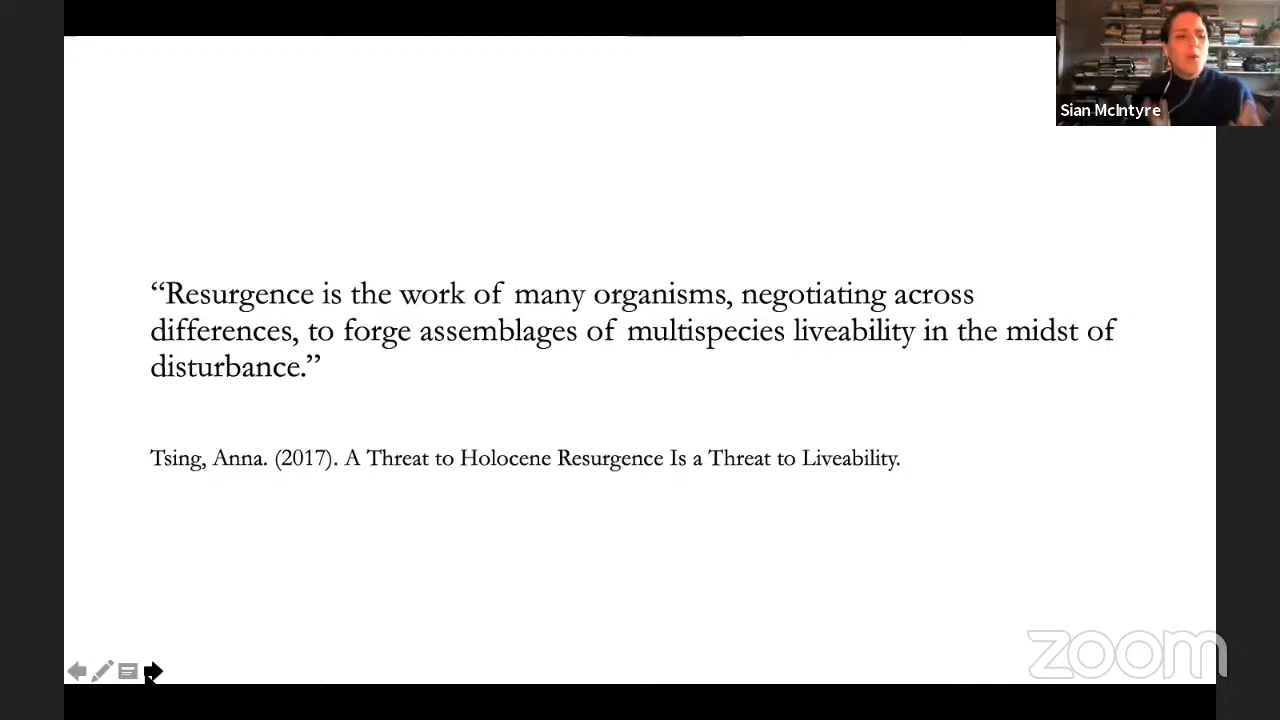 Sian McIntyre
“Resurgence is the work of many organisms, negotiating across
differences, to forge assemblages of multispecies liveability in the midst of
disturbance.”
Tsing, Anna. (2017). A Threat to Holocene Resurgence Is a Threat to Liveability.
zoom